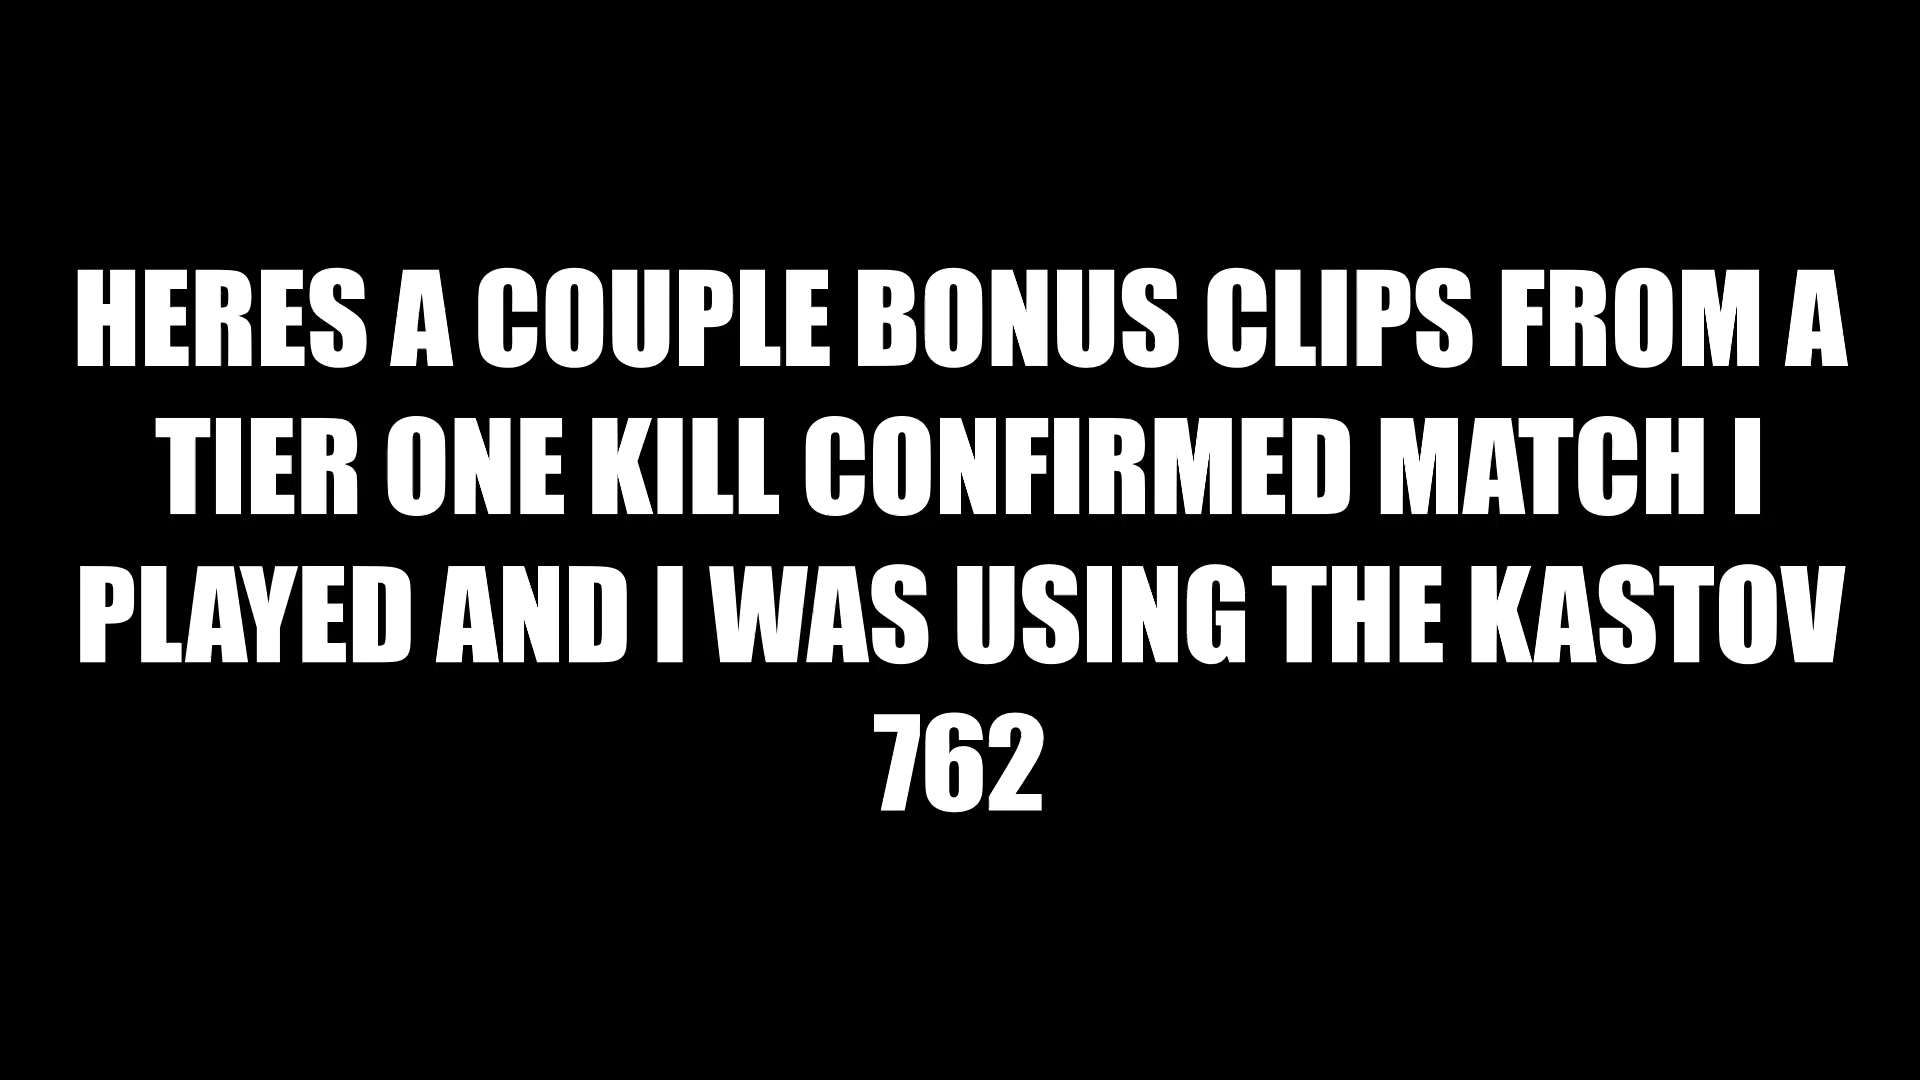 HERES A COUPLE BONUS CLIPS FROM A
TIER ONE KILL CONFIRMED MATCH I
PLAYED AND I WAS USING THE KASTOV
762